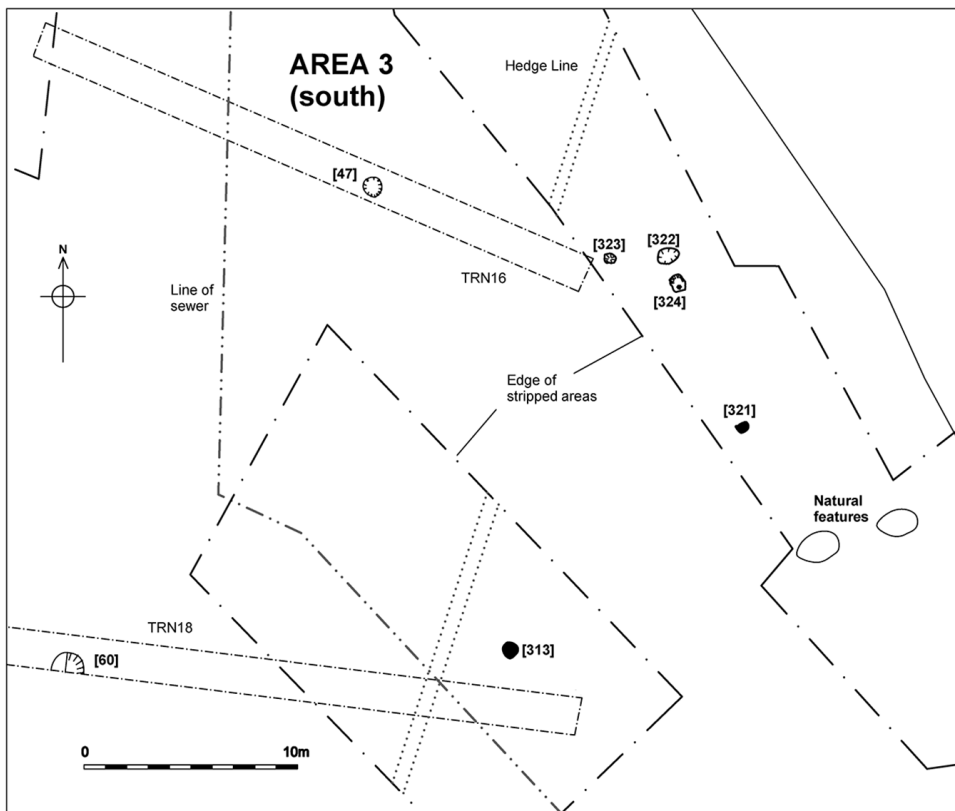 AREA 3
(south)
Hedge Line
[47]
[323]
[322]
N
TRN16
[324]
Line of
sewer
Edge of
stripped areas
[321]
Natural
features
TRN18
[60]
[313]
0
10m